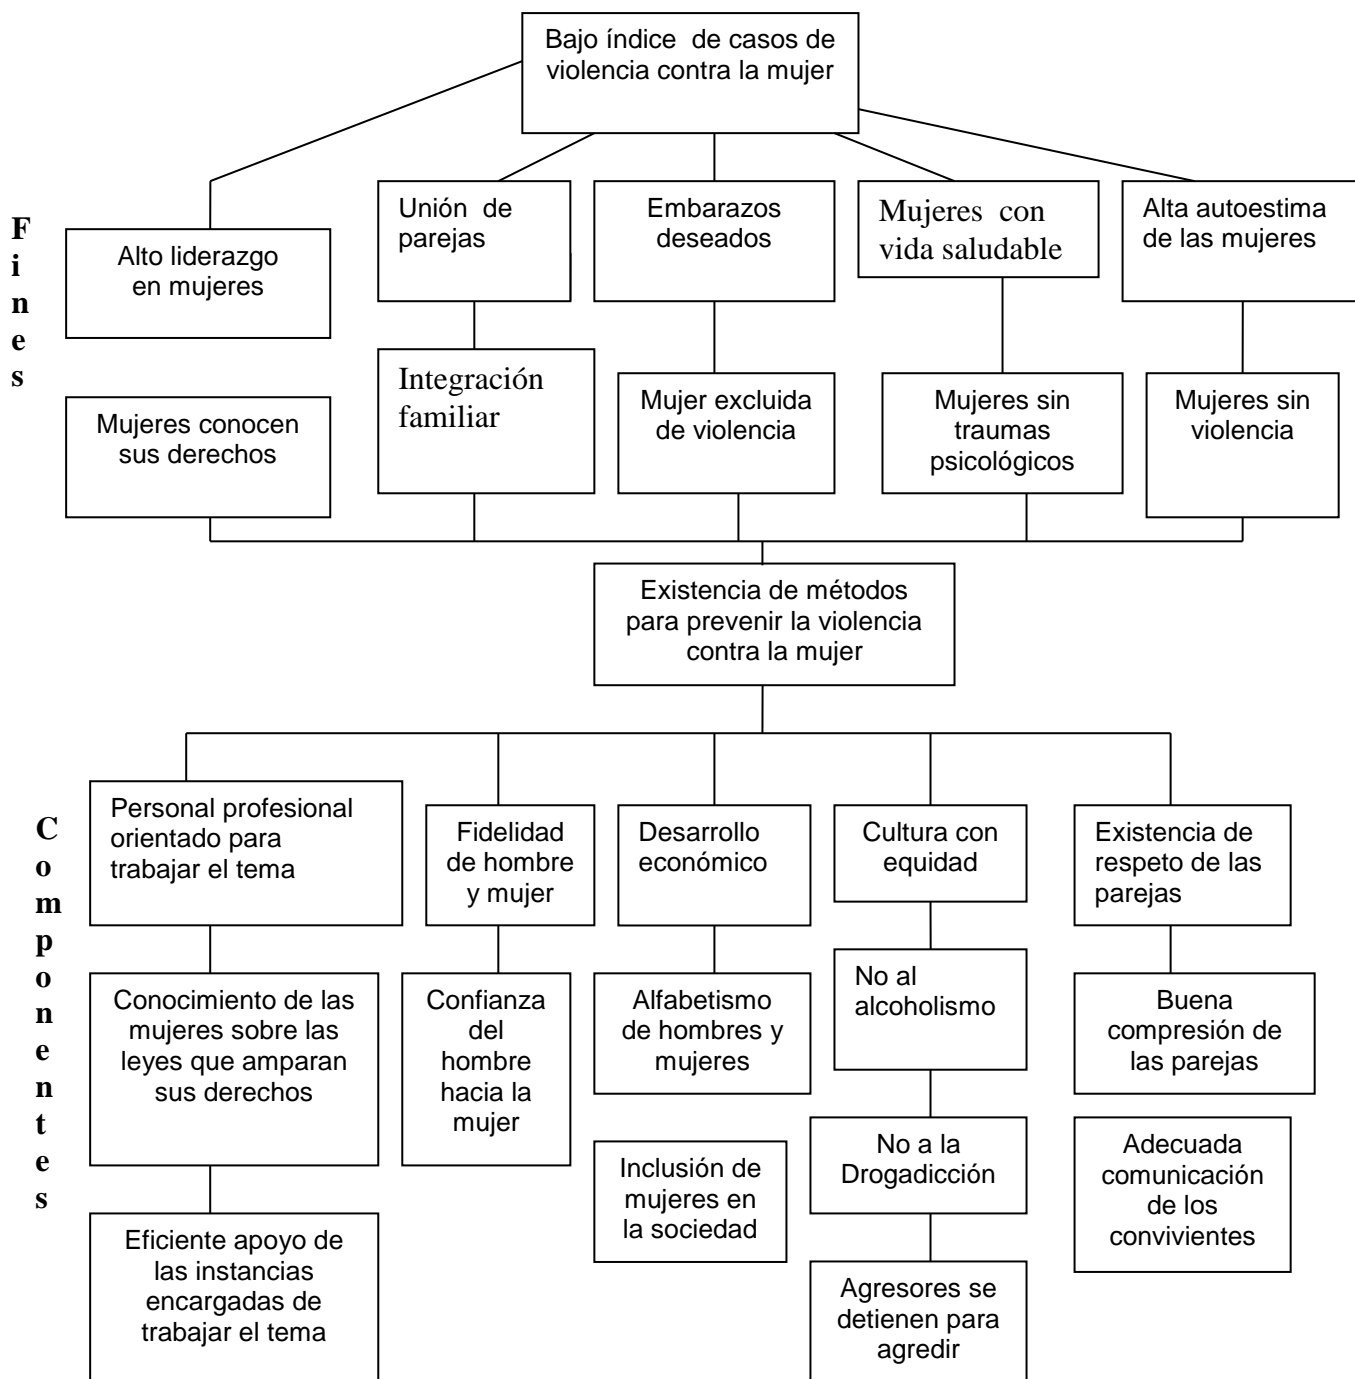 Bajo índice  de casos de
violencia contra la mujer
Fines
Alto liderazgo
en mujeres
Unión  de
parejas
Embarazos
deseados
Mujeres  con
vida saludable
Alta autoestima
de las mujeres
Mujeres conocen
sus derechos
Integración
familiar
Mujer excluida
de violencia
Mujeres sin
traumas
psicológicos
Mujeres sin
violencia
Existencia de métodos
para prevenir la violencia
contra la mujer
Componentes
Personal profesional
orientado para
trabajar el tema
Fidelidad
de hombre
y mujer
Desarrollo
económico
Cultura con
equidad
Existencia de
respeto de las
parejas
Conocimiento de las
mujeres sobre las
leyes que amparan
sus derechos
Confianza
del
hombre
hacia la
mujer
Alfabetismo
de hombres y
mujeres
No al
alcoholismo
Buena
compresión de
las parejas
Eficiente apoyo de
las instancias
encargadas de
trabajar el tema
Inclusión de
mujeres en
la sociedad
No a la
Drogadicción
Adecuada
comunicación
de los
convivientes
Agresores se
detienen para
agredir